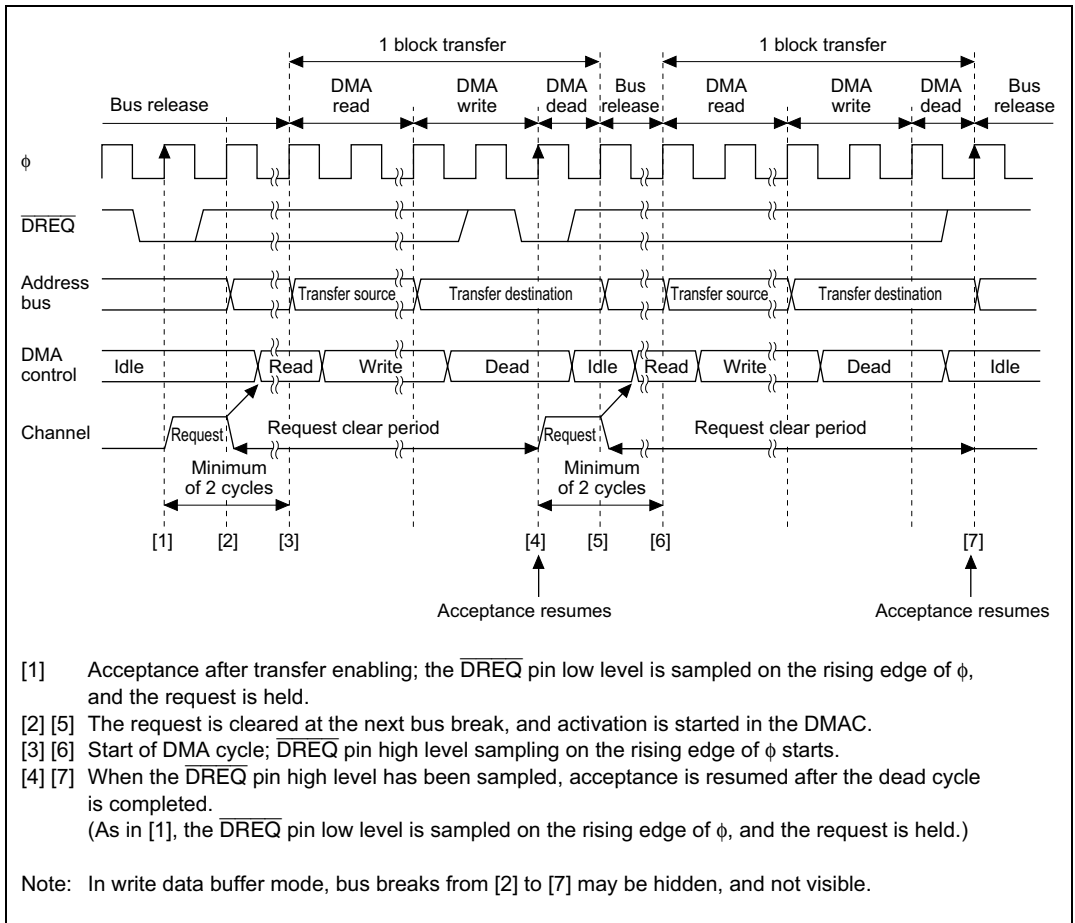 1 block transfer 1 block transfer
DMA DMA DMA Bus DMA DMA DMA Bus
Bus release read write dead release read write dead release
ϕ
DREQ
Address
bus
Transfer source Transfer destination Transfer source Transfer destination
DMA
control
Idle Read Write Dead Idle Read Write Dead Idle
Channel Request Request clear period Request Request clear period
Minimum Minimum
of 2 cycles of 2 cycles
[1] [2] [3] [4] [5] [6] [7]
Acceptance resumes Acceptance resumes
[1] Acceptance after transfer enabling; the DREQ pin low level is sampled on the rising edge of ϕ,
and the request is held.
[2] [5] The request is cleared at the next bus break, and activation is started in the DMAC.
[3] [6] Start of DMA cycle; DREQ pin high level sampling on the rising edge of ϕ starts.
[4] [7] When the DREQ pin high level has been sampled, acceptance is resumed after the dead cycle
is completed.
(As in [1], the DREQ pin low level is sampled on the rising edge of ϕ, and the request is held.)
Note: In write data buffer mode, bus breaks from [2] to [7] may be hidden, and not visible.